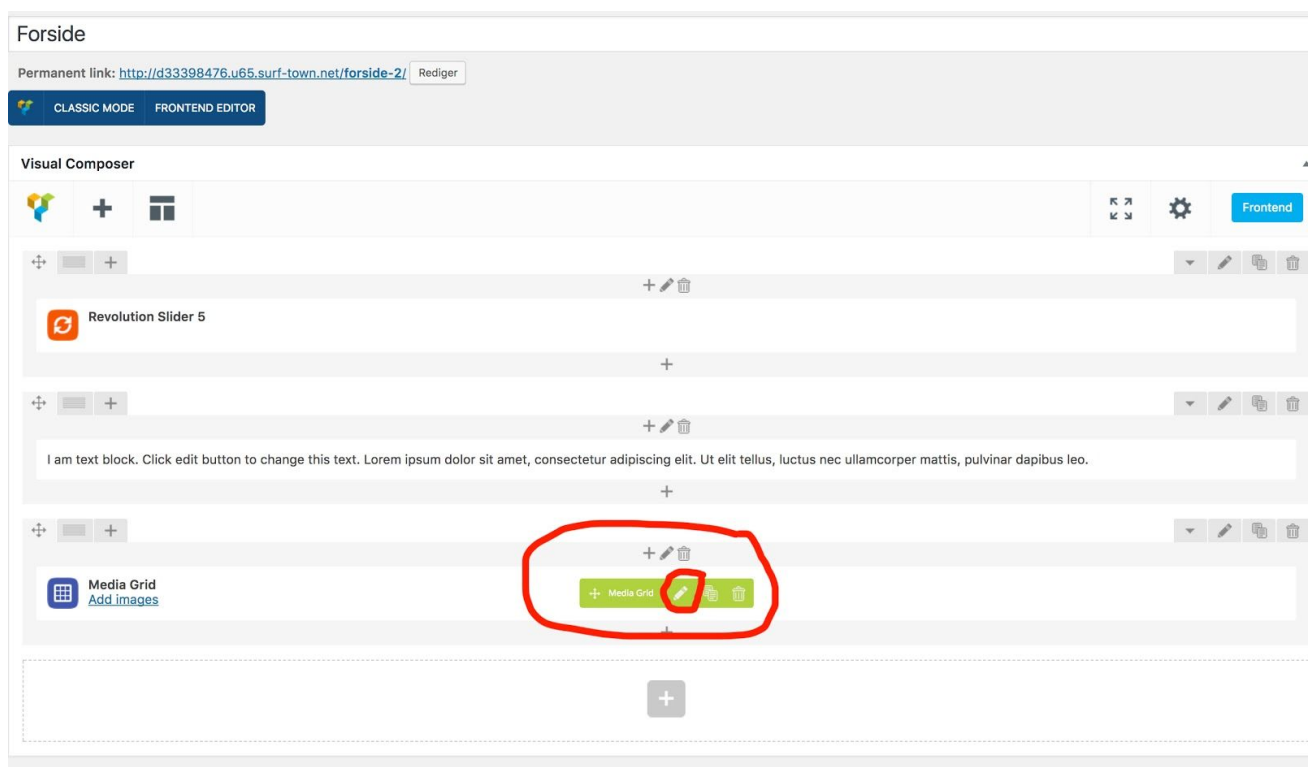 Forside
Permanent link: http://d33398476.u65.surf-town.net/forside-2/ Rediger
CLASSIC MODE FRONTEND EDITOR
Visual Composer
Frontend
Revolution Slider 5
I am text block. Click edit button to change this text. Lorem ipsum dolor sit amet, consectetur adipiscing elit. Ut elit tellus, luctus nec ullamcorper mattis, pulvinar dapibus leo.
Media Grid
Add images
Media Grid